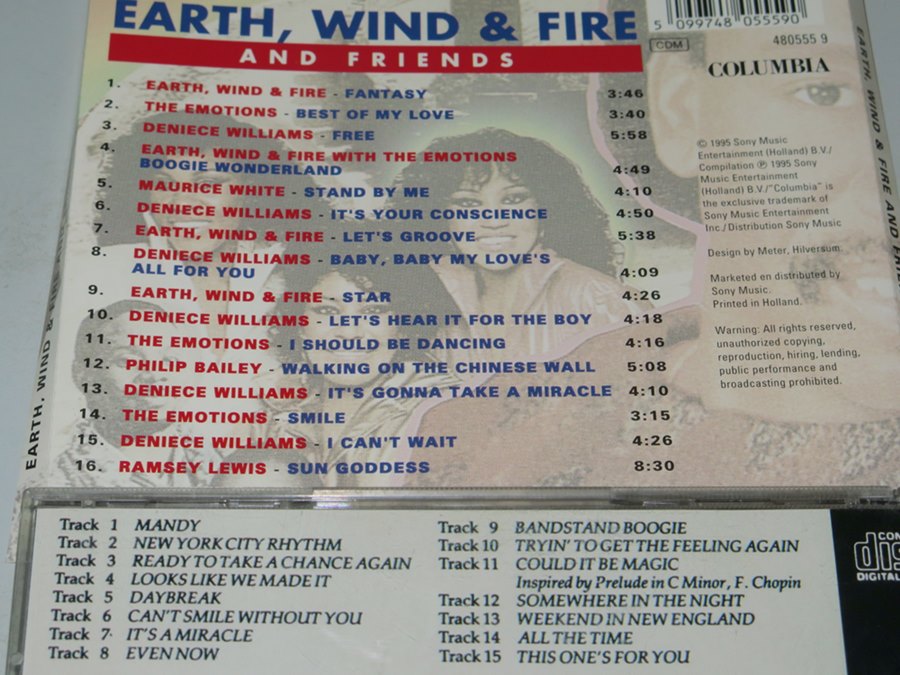 EARTH, WIND & FIRE
AND FRIENDS
5 099748 055590
CDM
480555 9
COLUMBIA
1. EARTH, WIND & FIRE - FANTASY 3:46
2. THE EMOTIONS - BEST OF MY LOVE 3:40
3. DENIECE WILLIAMS - FREE 5:58
4. EARTH, WIND & FIRE WITH THE EMOTIONS
BOOGIE WONDERLAND 4:49
5. MAURICE WHITE - STAND BY ME 4:10
6. DENIECE WILLIAMS - IT'S YOUR CONSCIENCE 4:50
7. EARTH, WIND & FIRE - LET'S GROOVE 5:38
8. DENIECE WILLIAMS - BABY, BABY MY LOVE'S
ALL FOR YOU 4:09
9. EARTH, WIND & FIRE - STAR 4:26
10. DENIECE WILLIAMS - LET'S HEAR IT FOR THE BOY 4:18
11. THE EMOTIONS - I SHOULD BE DANCING 4:16
12. PHILIP BAILEY - WALKING ON THE CHINESE WALL 5:08
13. DENIECE WILLIAMS - IT'S GONNA TAKE A MIRACLE 4:10
14. THE EMOTIONS - SMILE 3:15
15. DENIECE WILLIAMS - I CAN'T WAIT 4:26
16. RAMSEY LEWIS - SUN GODDESS 8:30
© 1995 Sony Music
Entertainment (Holland) B.V./
Compilation ℗ 1995 Sony
Music Entertainment
(Holland) B.V./"Columbia" is
the exclusive trademark of
Sony Music Entertainment
Inc./Distribution Sony Music
Design by Meter, Hilversum.
Marketed en distributed by
Sony Music.
Printed in Holland.
Warning: All rights reserved,
unauthorized copying,
reproduction, hiring, lending,
public performance and
broadcasting prohibited.
EARTH, WIND & FIRE AND
EARTH, WIND & FIRE
Track 1 MANDY
Track 2 NEW YORK CITY RHYTHM
Track 3 READY TO TAKE A CHANCE AGAIN
Track 4 LOOKS LIKE WE MADE IT
Track 5 DAYBREAK
Track 6 CAN'T SMILE WITHOUT YOU
Track 7 IT'S A MIRACLE
Track 8 EVEN NOW
Track 9 BANDSTAND BOOGIE
Track 10 TRYIN' TO GET THE FEELING AGAIN
Track 11 COULD IT BE MAGIC
Inspired by Prelude in C Minor, F. Chopin
Track 12 SOMEWHERE IN THE NIGHT
Track 13 WEEKEND IN NEW ENGLAND
Track 14 ALL THE TIME
Track 15 THIS ONE'S FOR YOU
COM
dis
DIGITAL